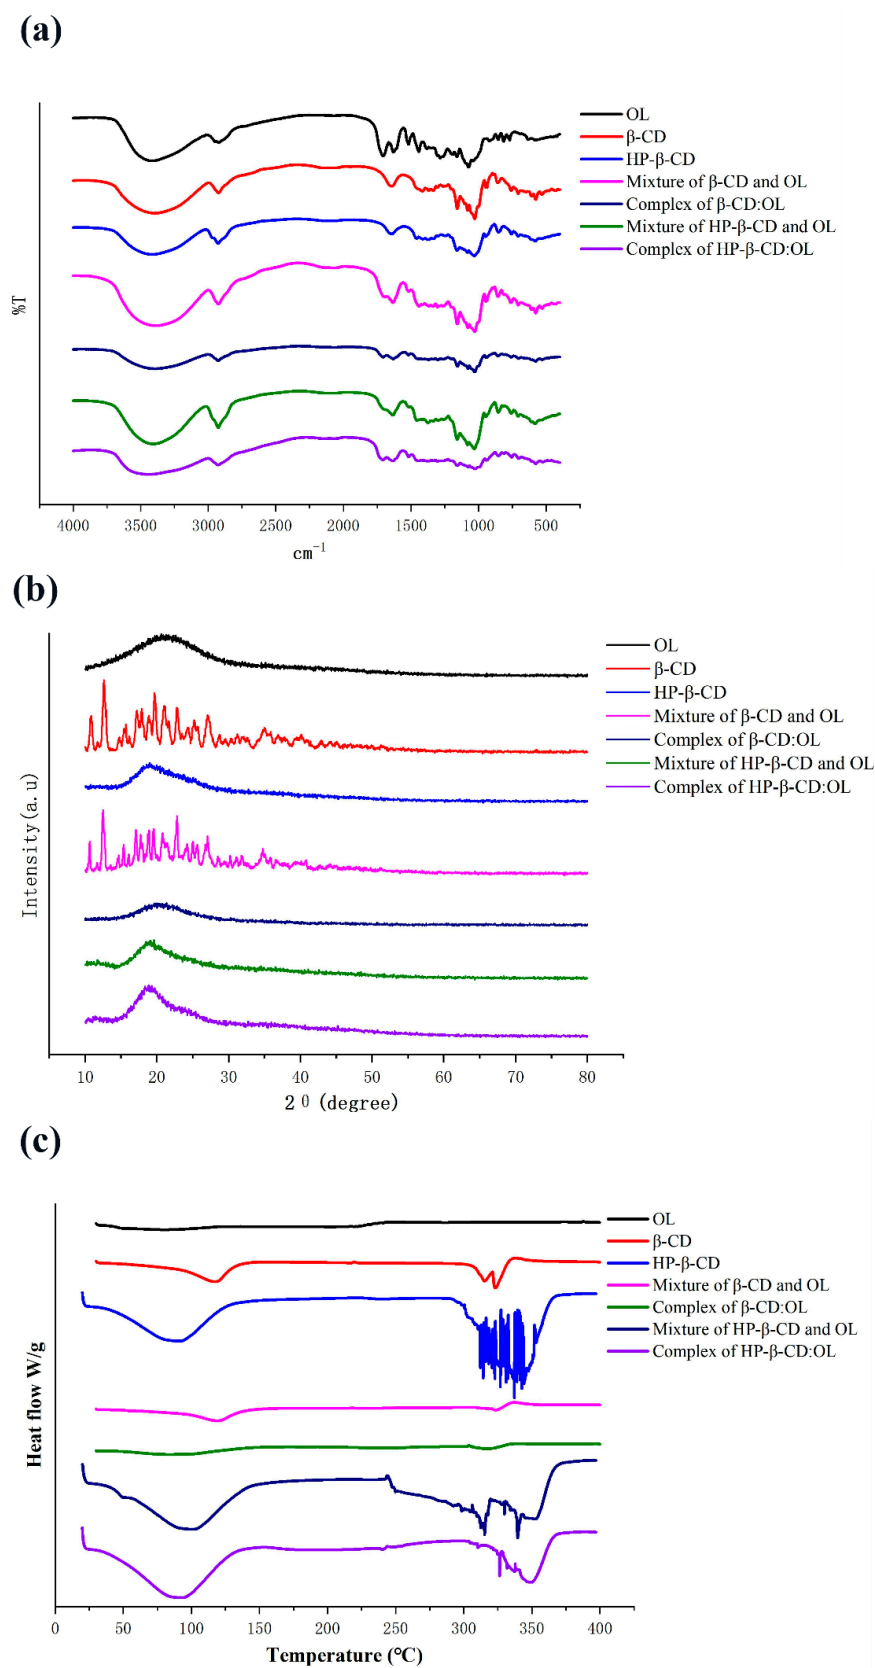 (a)
OL
β-CD
HP-β-CD
Mixture of β-CD and OL
Complex of β-CD:OL
Mixture of HP-β-CD and OL
Complex of HP-β-CD:OL
%T
4000 3500 3000 2500 2000 1500 1000 500
cm⁻¹
(b)
OL
β-CD
HP-β-CD
Mixture of β-CD and OL
Complex of β-CD:OL
Mixture of HP-β-CD and OL
Complex of HP-β-CD:OL
Intensity(a.u)
10 20 30 40 50 60 70 80
2θ(degree)
(c)
OL
β-CD
HP-β-CD
Mixture of β-CD and OL
Complex of β-CD:OL
Mixture of HP-β-CD and OL
Complex of HP-β-CD:OL
Heat flow W/g
0 50 100 150 200 250 300 350 400
Temperature (℃)